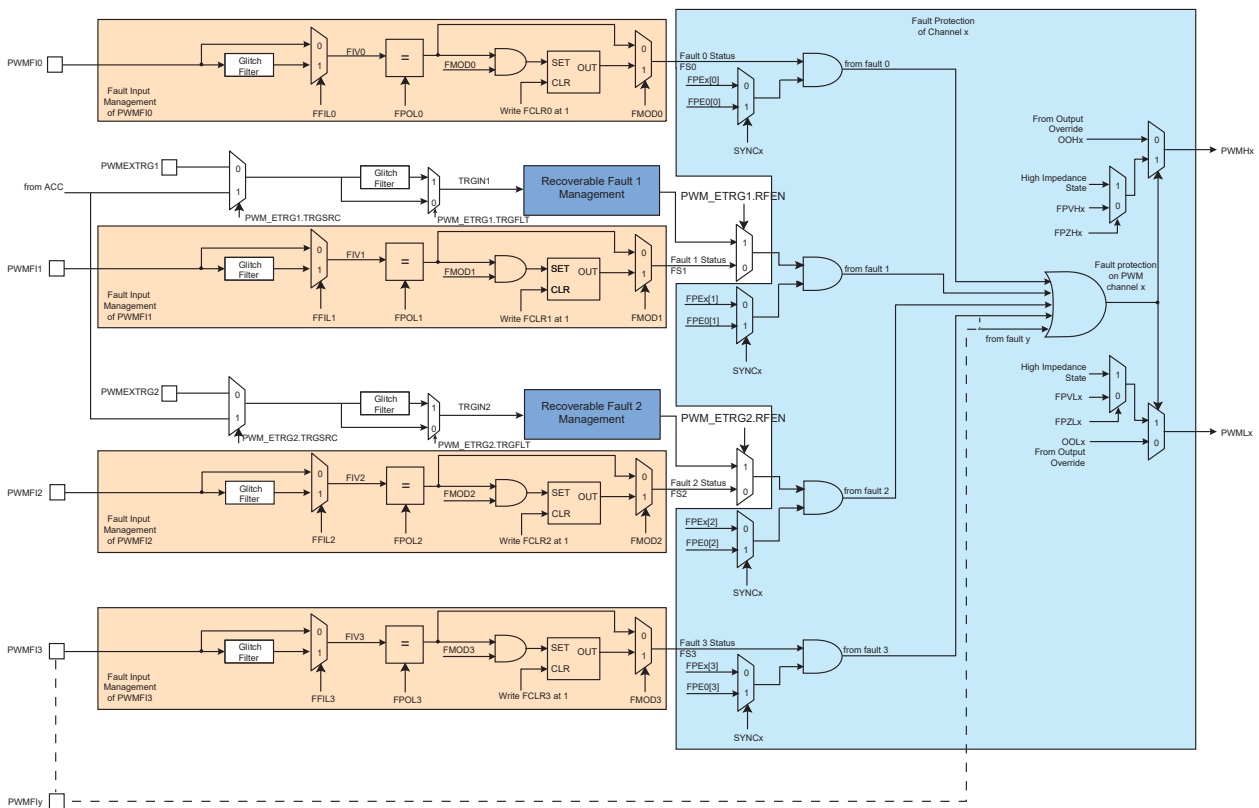 Fault Protection
of Channel x
PWMFI0
Glitch
Filter
0
1
FIV0
=
FMOD0
SET
OUT
CLR
0
1
Fault Input
Management
of PWMFI0
FFIL0
FPOL0
Write FCLR0 at 1
FMOD0
Fault 0 Status
FS0
FPEx[0]
FPE0[0]
0
1
SYNCx
from fault 0
From Output
Override
OOHx
0
1
PWMHx
High Impedance
State
FPVHx
FPZHx
1
0
PWMEXTRG1
from ACC
0
1
PWM_ETRG1.TRGSRC
Glitch
Filter
1
0
TRGIN1
PWM_ETRG1.TRGFLT
Recoverable Fault 1
Management
PWM_ETRG1.RFEN
1
0
PWMFI1
Glitch
Filter
0
1
FIV1
=
FMOD1
SET
OUT
CLR
0
1
Fault Input
Management
of PWMFI1
FFIL1
FPOL1
Write FCLR1 at 1
FMOD1
Fault 1 Status
FS1
FPEx[1]
FPE0[1]
0
1
SYNCx
from fault 1
Fault protection
on PWM
channel x
from fault y
PWMEXTRG2
0
1
PWM_ETRG2.TRGSRC
Glitch
Filter
1
0
TRGIN2
PWM_ETRG2.TRGFLT
Recoverable Fault 2
Management
PWM_ETRG2.RFEN
1
0
High Impedance
State
FPVLx
FPZLx
1
0
OOLx
From Output
Override
1
0
PWMLx
PWMFI2
Glitch
Filter
0
1
FIV2
=
FMOD2
SET
OUT
CLR
0
1
Fault Input
Management
of PWMFI2
FFIL2
FPOL2
Write FCLR2 at 1
FMOD2
Fault 2 Status
FS2
FPEx[2]
FPE0[2]
0
1
SYNCx
from fault 2
PWMFI3
Glitch
Filter
0
1
FIV3
=
FMOD3
SET
OUT
CLR
0
1
Fault Input
Management
of PWMFI3
FFIL3
FPOL3
Write FCLR3 at 1
FMOD3
Fault 3 Status
FS3
FPEx[3]
FPE0[3]
0
1
SYNCx
from fault 3
PWMFIy